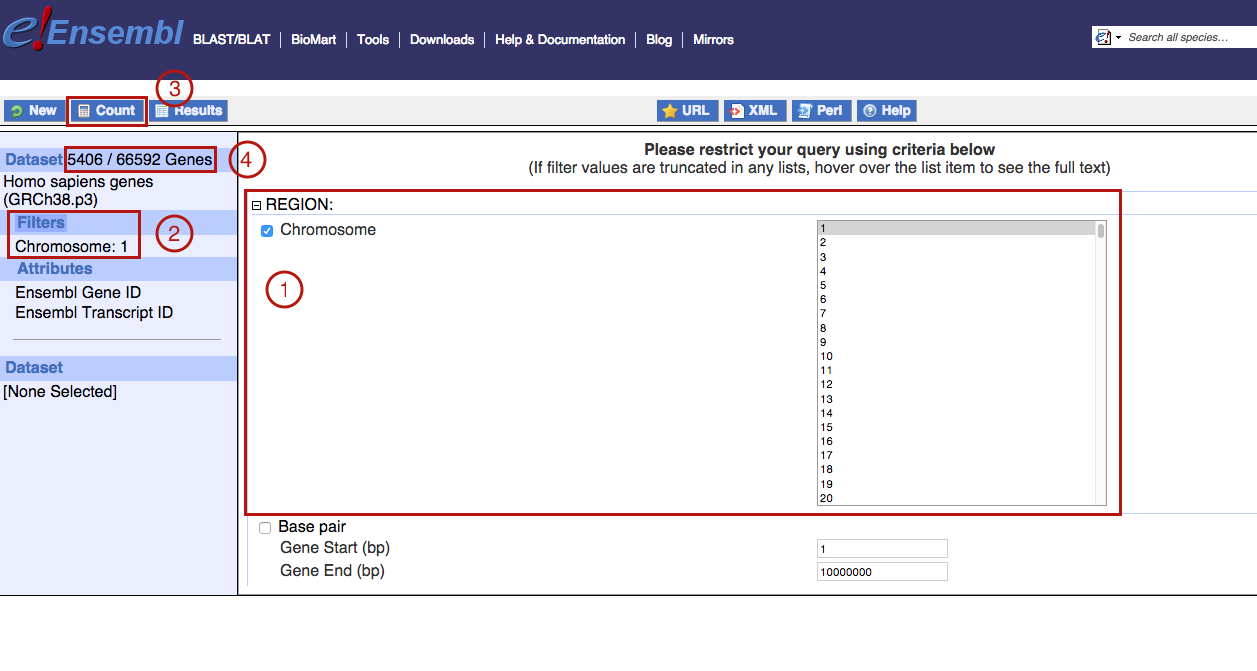 e!Ensembl BLAST/BLAT BioMart Tools Downloads Help & Documentation Blog Mirrors e! Search all species...
3
New Count Results URL XML Perl Help
Dataset 5406 / 66592 Genes 4
Homo sapiens genes
(GRCh38.p3)
Filters
Chromosome: 1
2
Attributes
Ensembl Gene ID
Ensembl Transcript ID
Dataset
[None Selected]
Please restrict your query using criteria below
(If filter values are truncated in any lists, hover over the list item to see the full text)
REGION:
Chromosome
1
1
2
3
4
5
6
7
8
9
10
11
12
13
14
15
16
17
18
19
20
Base pair
Gene Start (bp) 1
Gene End (bp) 10000000